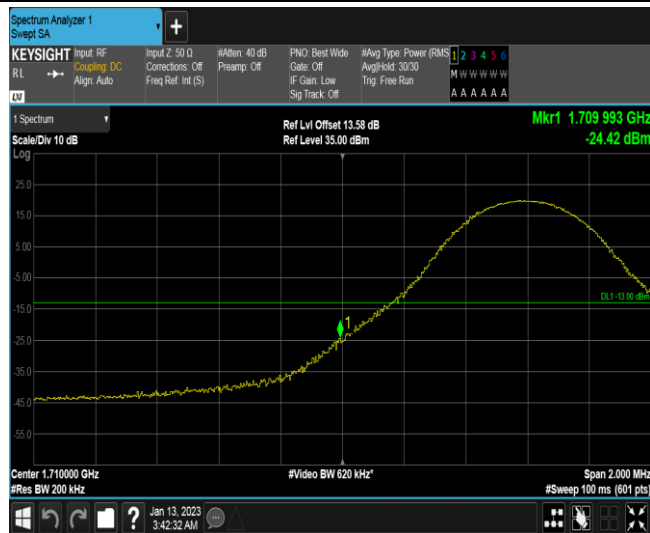 Spectrum Analyzer 1
Swept SA
+
KEYSIGHT
RL
LXI
Input: RF
Coupling: DC
Align: Auto
Input Z: 50 Ω
Corrections: Off
Freq Ref: Int (S)
#Atten: 40 dB
Preamp: Off
PNO: Best Wide
Gate: Off
IF Gain: Low
Sig Track: Off
#Avg Type: Power (RMS
Avg|Hold: 30/30
Trig: Free Run
1 2 3 4 5 6
M W W W W W
A A A A A A
1 Spectrum
Scale/Div 10 dB
Log
Ref Lvl Offset 13.58 dB
Ref Level 35.00 dBm
Mkr1 1.709 993 GHz
-24.42 dBm
25.0
15.0
5.00
-5.00
DL1 -13.00 dBm
-15.0
1
-25.0
-35.0
-45.0
-55.0
Center 1.710000 GHz
#Video BW 620 kHz*
Span 2.000 MHz
#Res BW 200 kHz
#Sweep 100 ms (601 pts)
?
Jan 13, 2023
3:42:32 AM